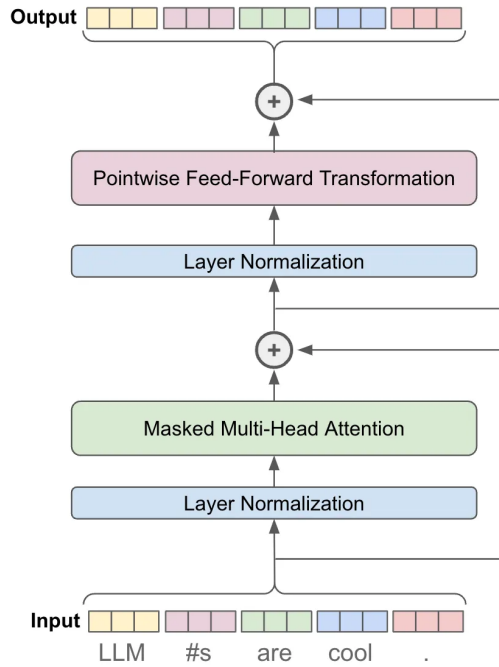 Output
+
Pointwise Feed-Forward Transformation
Layer Normalization
+
Masked Multi-Head Attention
Layer Normalization
Input
LLM #s are cool .